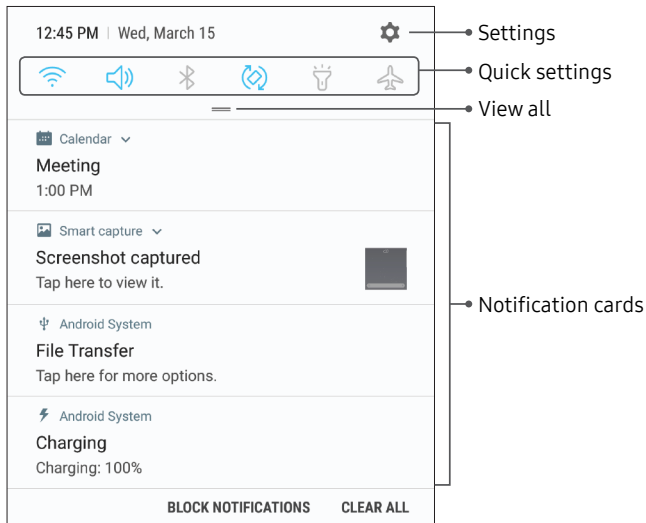 12:45 PM | Wed, March 15
Settings
Quick settings
View all
Calendar
Meeting
1:00 PM
Smart capture
Screenshot captured
Tap here to view it.
Notification cards
Android System
File Transfer
Tap here for more options.
Android System
Charging
Charging: 100%
BLOCK NOTIFICATIONS CLEAR ALL